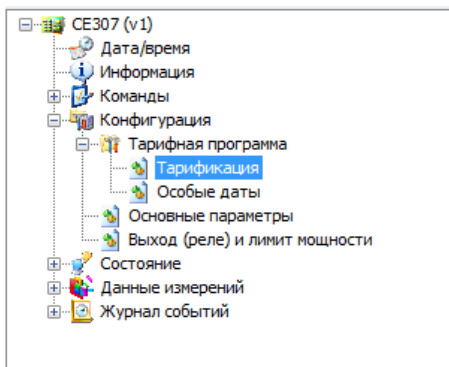 CE307 (v1)
Дата/время
Информация
Команды
Конфигурация
Тарифная программа
Тарификация
Особые даты
Основные параметры
Выход (реле) и лимит мощности
Состояние
Данные измерений
Журнал событий